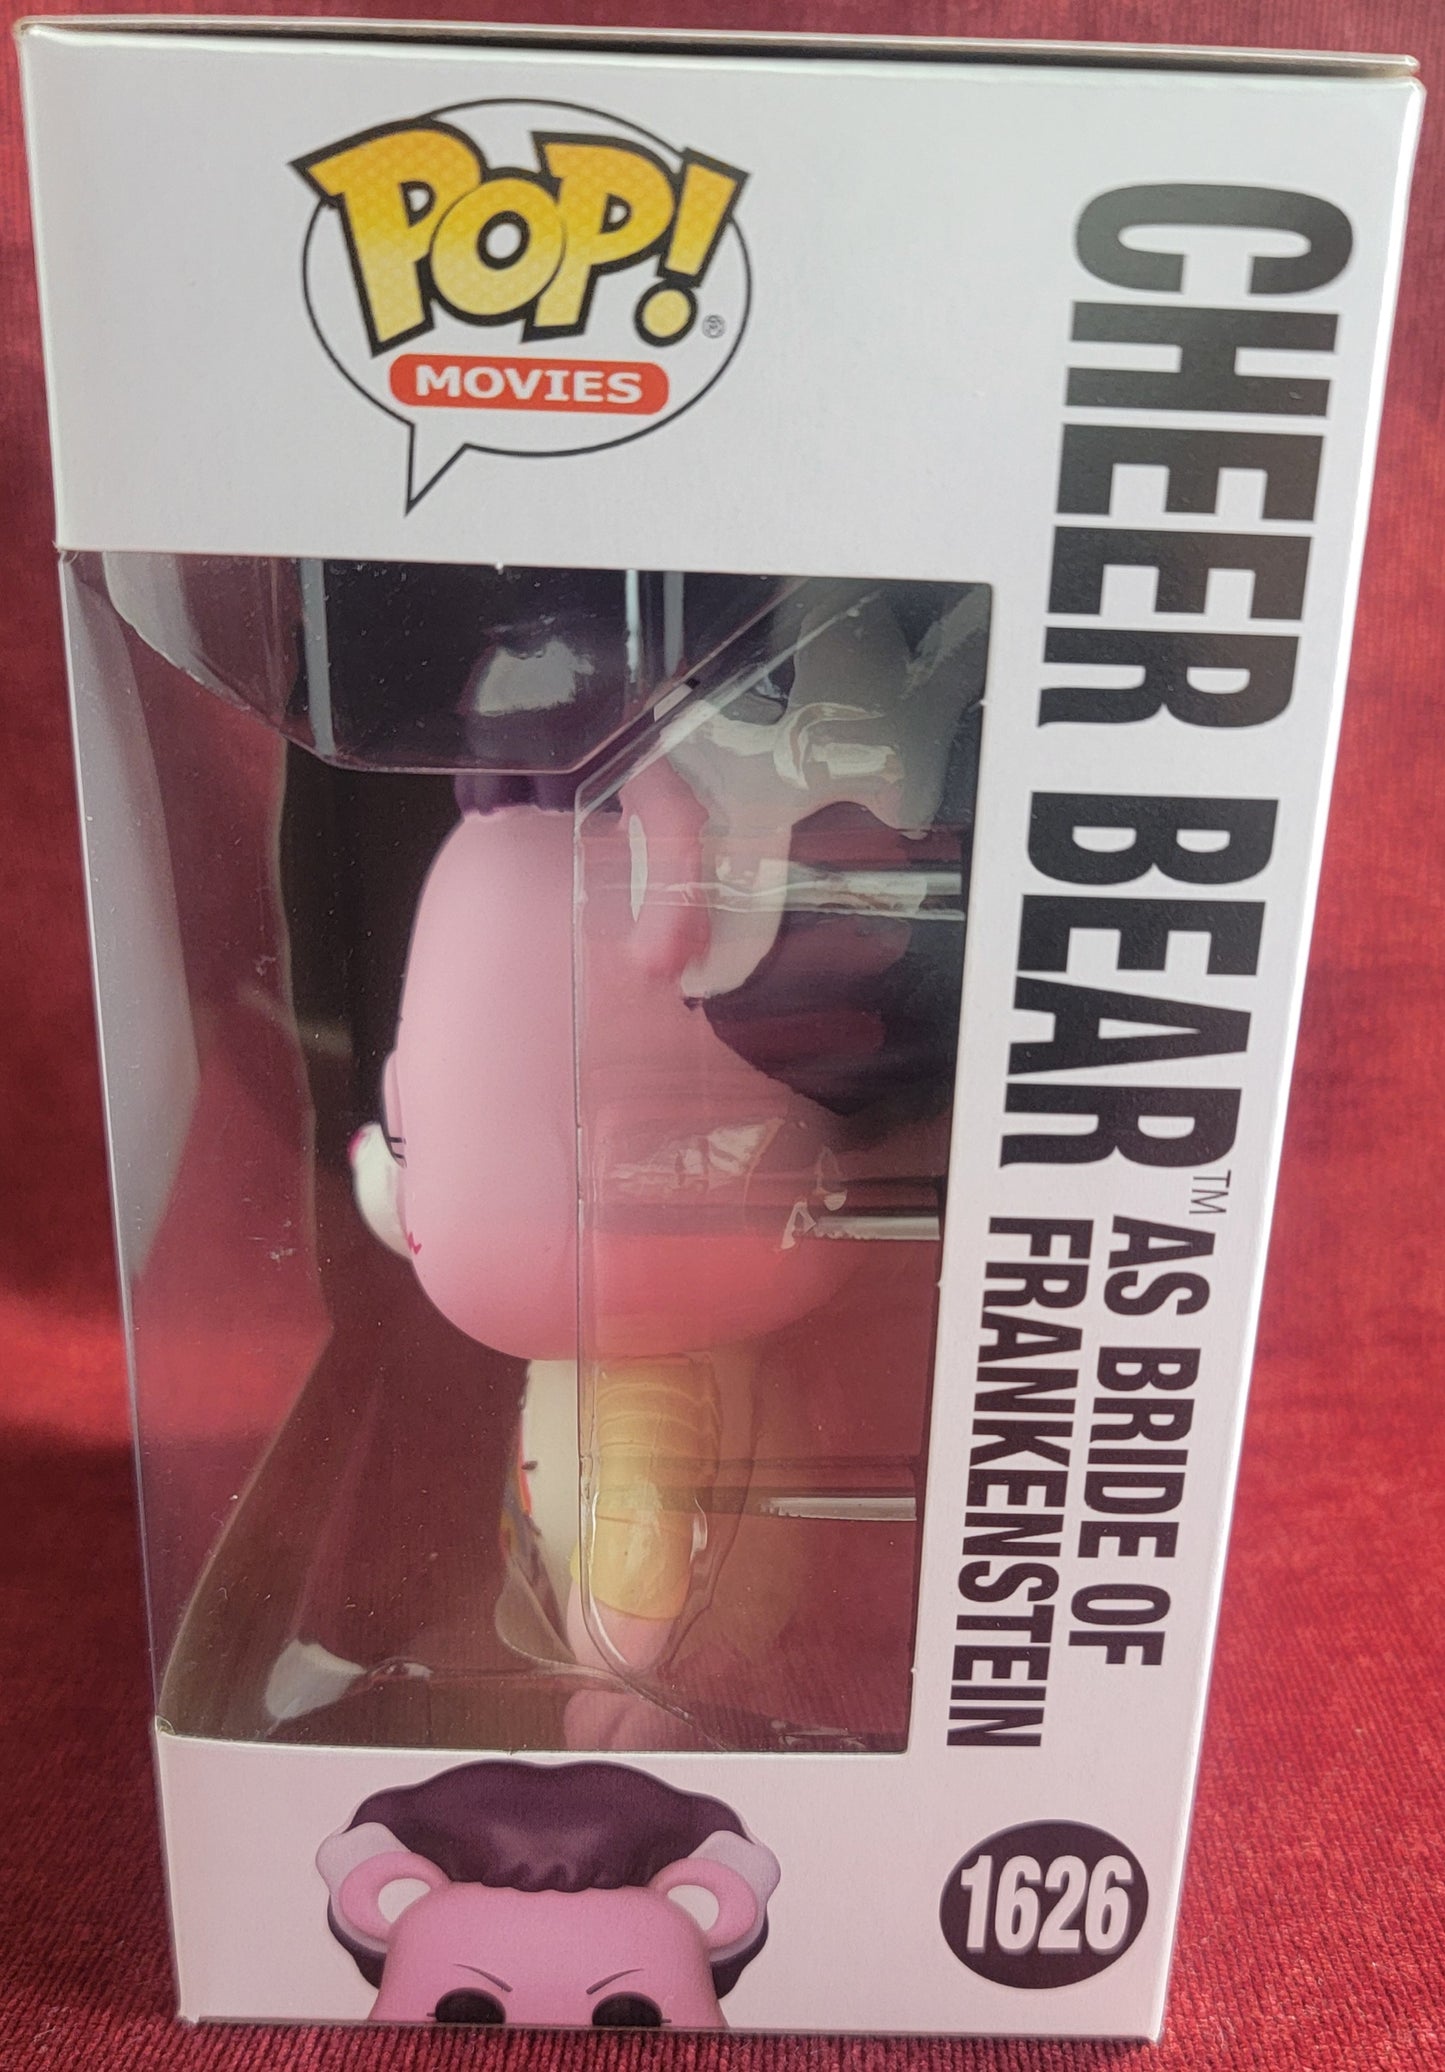 POP!®
MOVIES
CHEER BEAR™ AS BRIDE OF
FRANKENSTEIN
1626